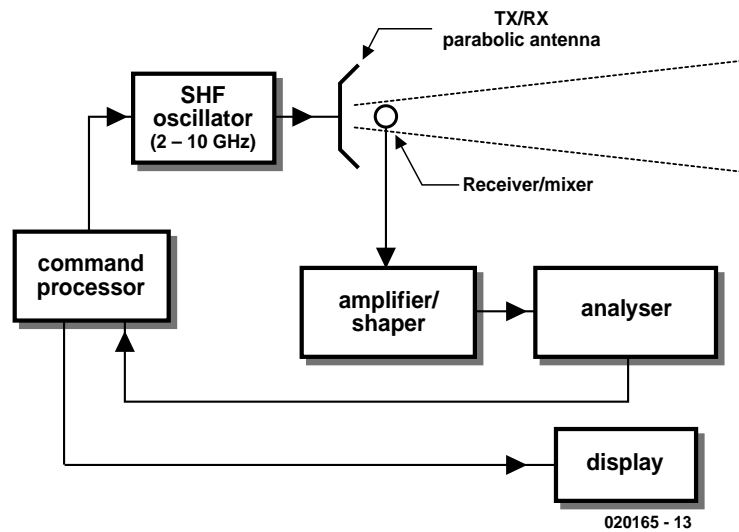 TX/RX
parabolic antenna
SHF
oscillator
(2 – 10 GHz)
Receiver/mixer
command
processor
amplifier/
shaper
analyser
display
020165 - 13